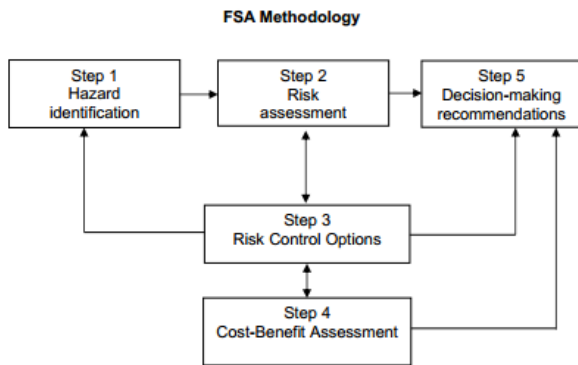 FSA Methodology
Step 1
Hazard
identification
Step 2
Risk
assessment
Step 5
Decision-making
recommendations
Step 3
Risk Control Options
Step 4
Cost-Benefit Assessment